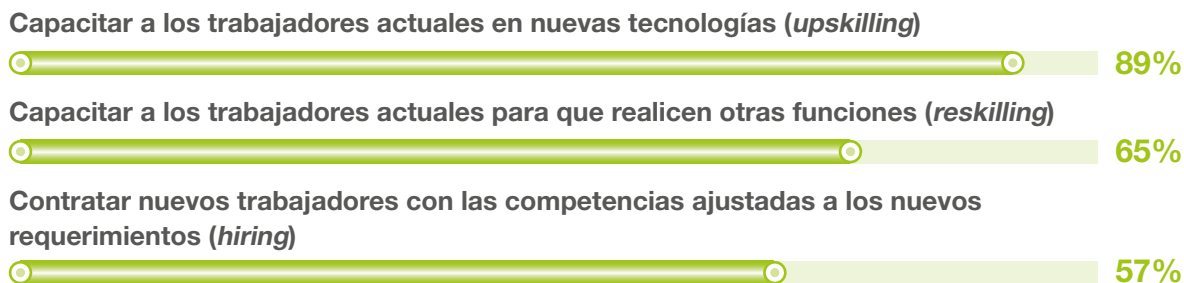 Capacitar a los trabajadores actuales en nuevas tecnologías (upskilling)
89%
Capacitar a los trabajadores actuales para que realicen otras funciones (reskilling)
65%
Contratar nuevos trabajadores con las competencias ajustadas a los nuevos
requerimientos (hiring)
57%